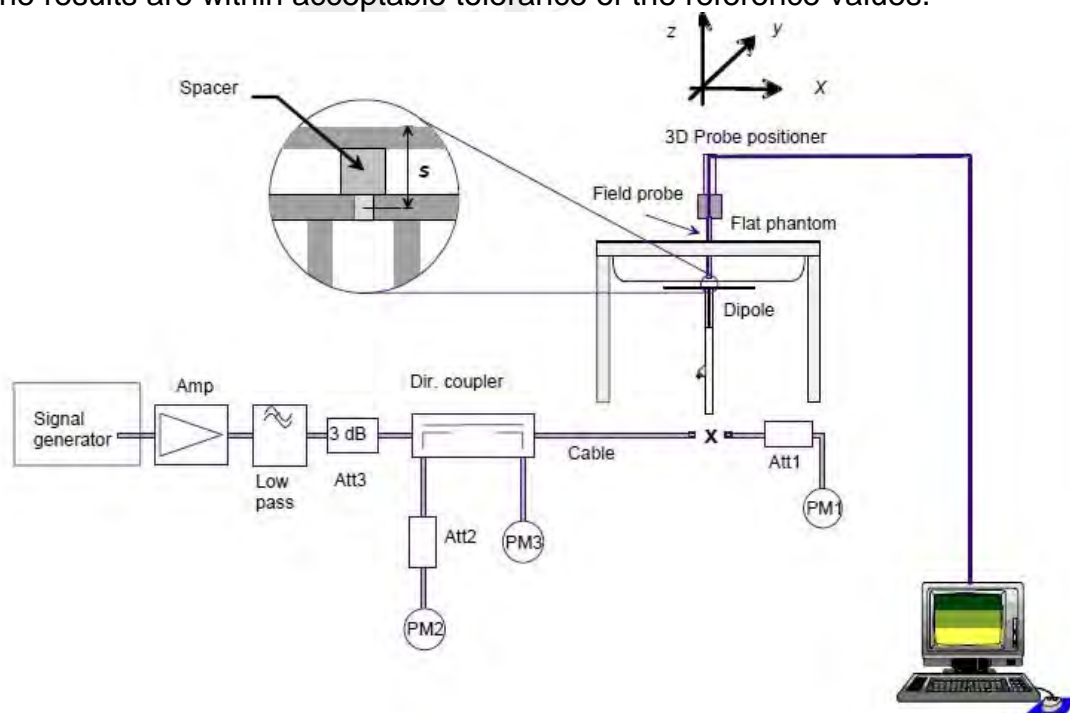 he results are within acceptable tolerance of the reference values.
z
y
x
Spacer
s
3D Probe positioner
Field probe
Flat phantom
Dipole
Dir. coupler
Amp
Signal
generator
3 dB
Low
pass
Att3
Cable
x
Att1
PM1
Att2
PM3
PM2